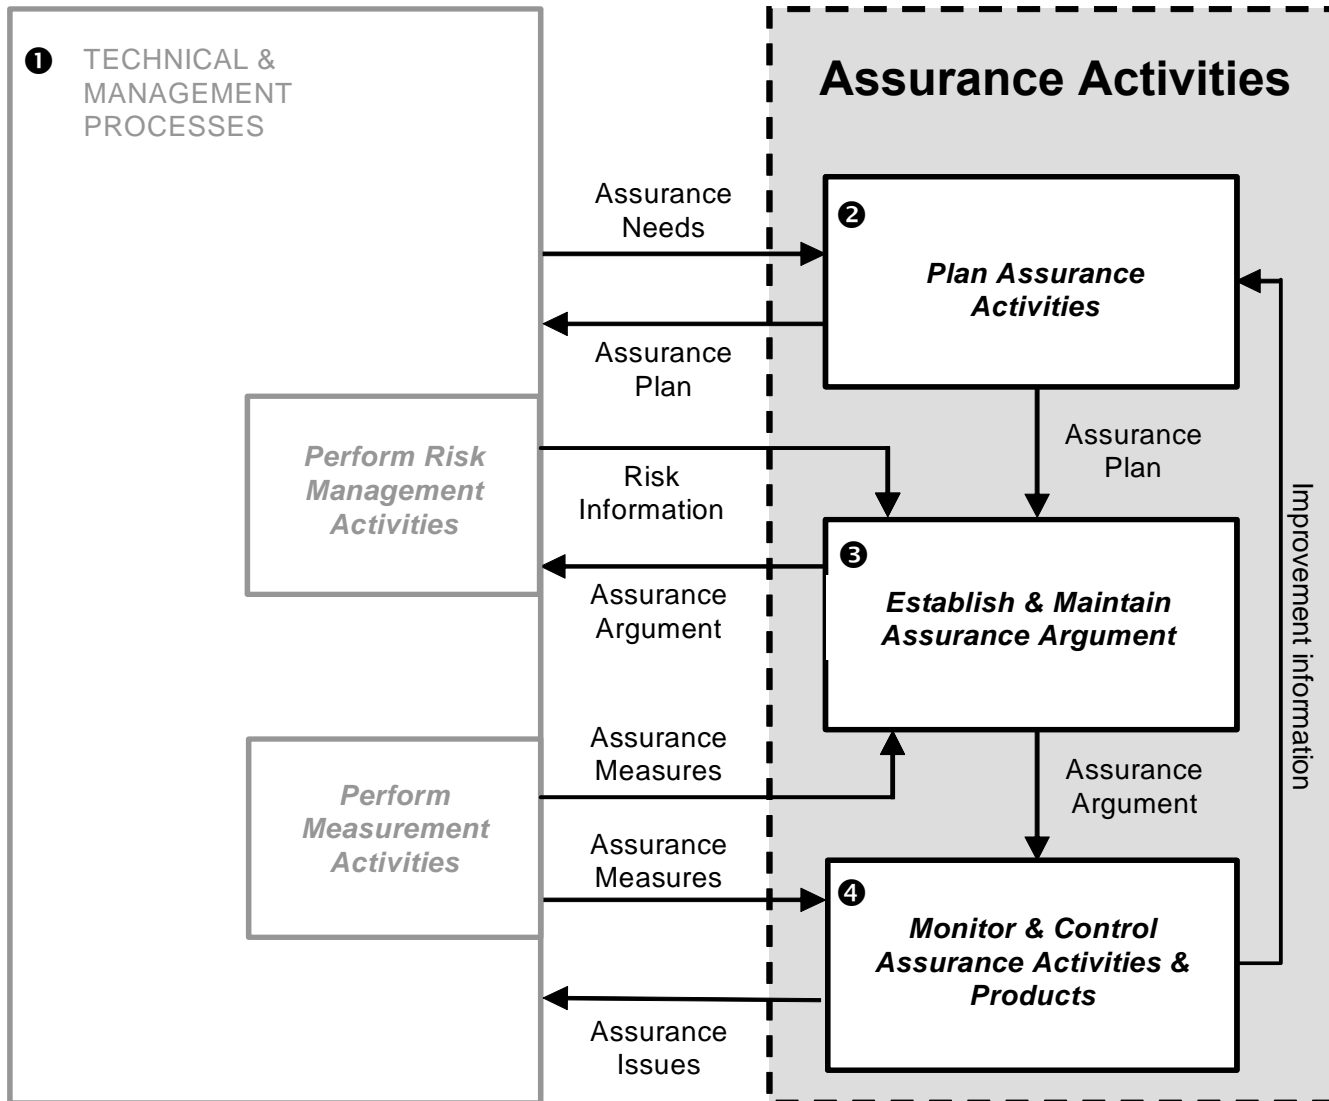 ❶ TECHNICAL &
MANAGEMENT
PROCESSES
Assurance Activities
Assurance
Needs
❷
Plan Assurance
Activities
Assurance
Plan
Assurance
Plan
Perform Risk
Management
Activities
Risk
Information
❸
Establish & Maintain
Assurance Argument
Assurance
Argument
Improvement information
Assurance
Measures
Assurance
Argument
Perform
Measurement
Activities
Assurance
Measures
❹
Monitor & Control
Assurance Activities &
Products
Assurance
Issues